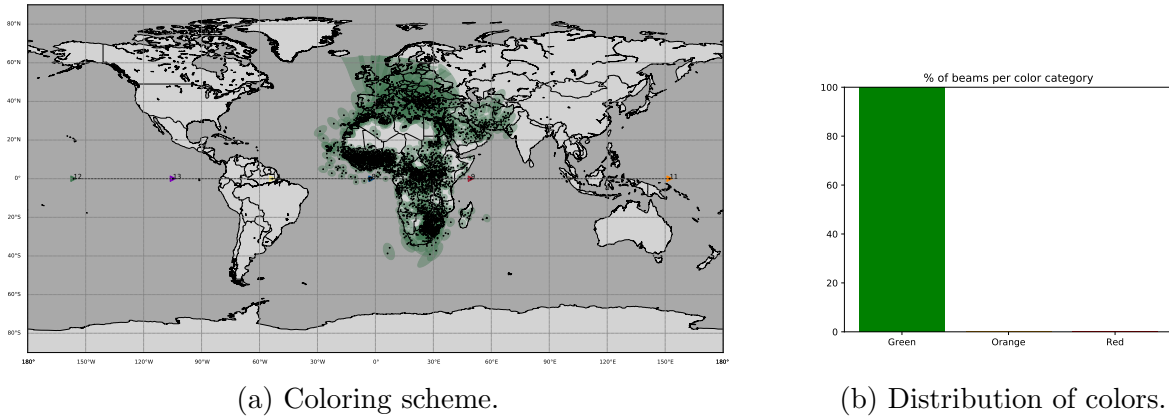 80°N
60°N
40°N
20°N
0°
20°S
40°S
60°S
80°S
180° 150°W 120°W 90°W 60°W 30°W 0° 30°E 60°E 90°E 120°E 150°E 180°
12 13 9 11
(a) Coloring scheme.
% of beams per color category
100
80
60
40
20
0
Green Orange Red
(b) Distribution of colors.